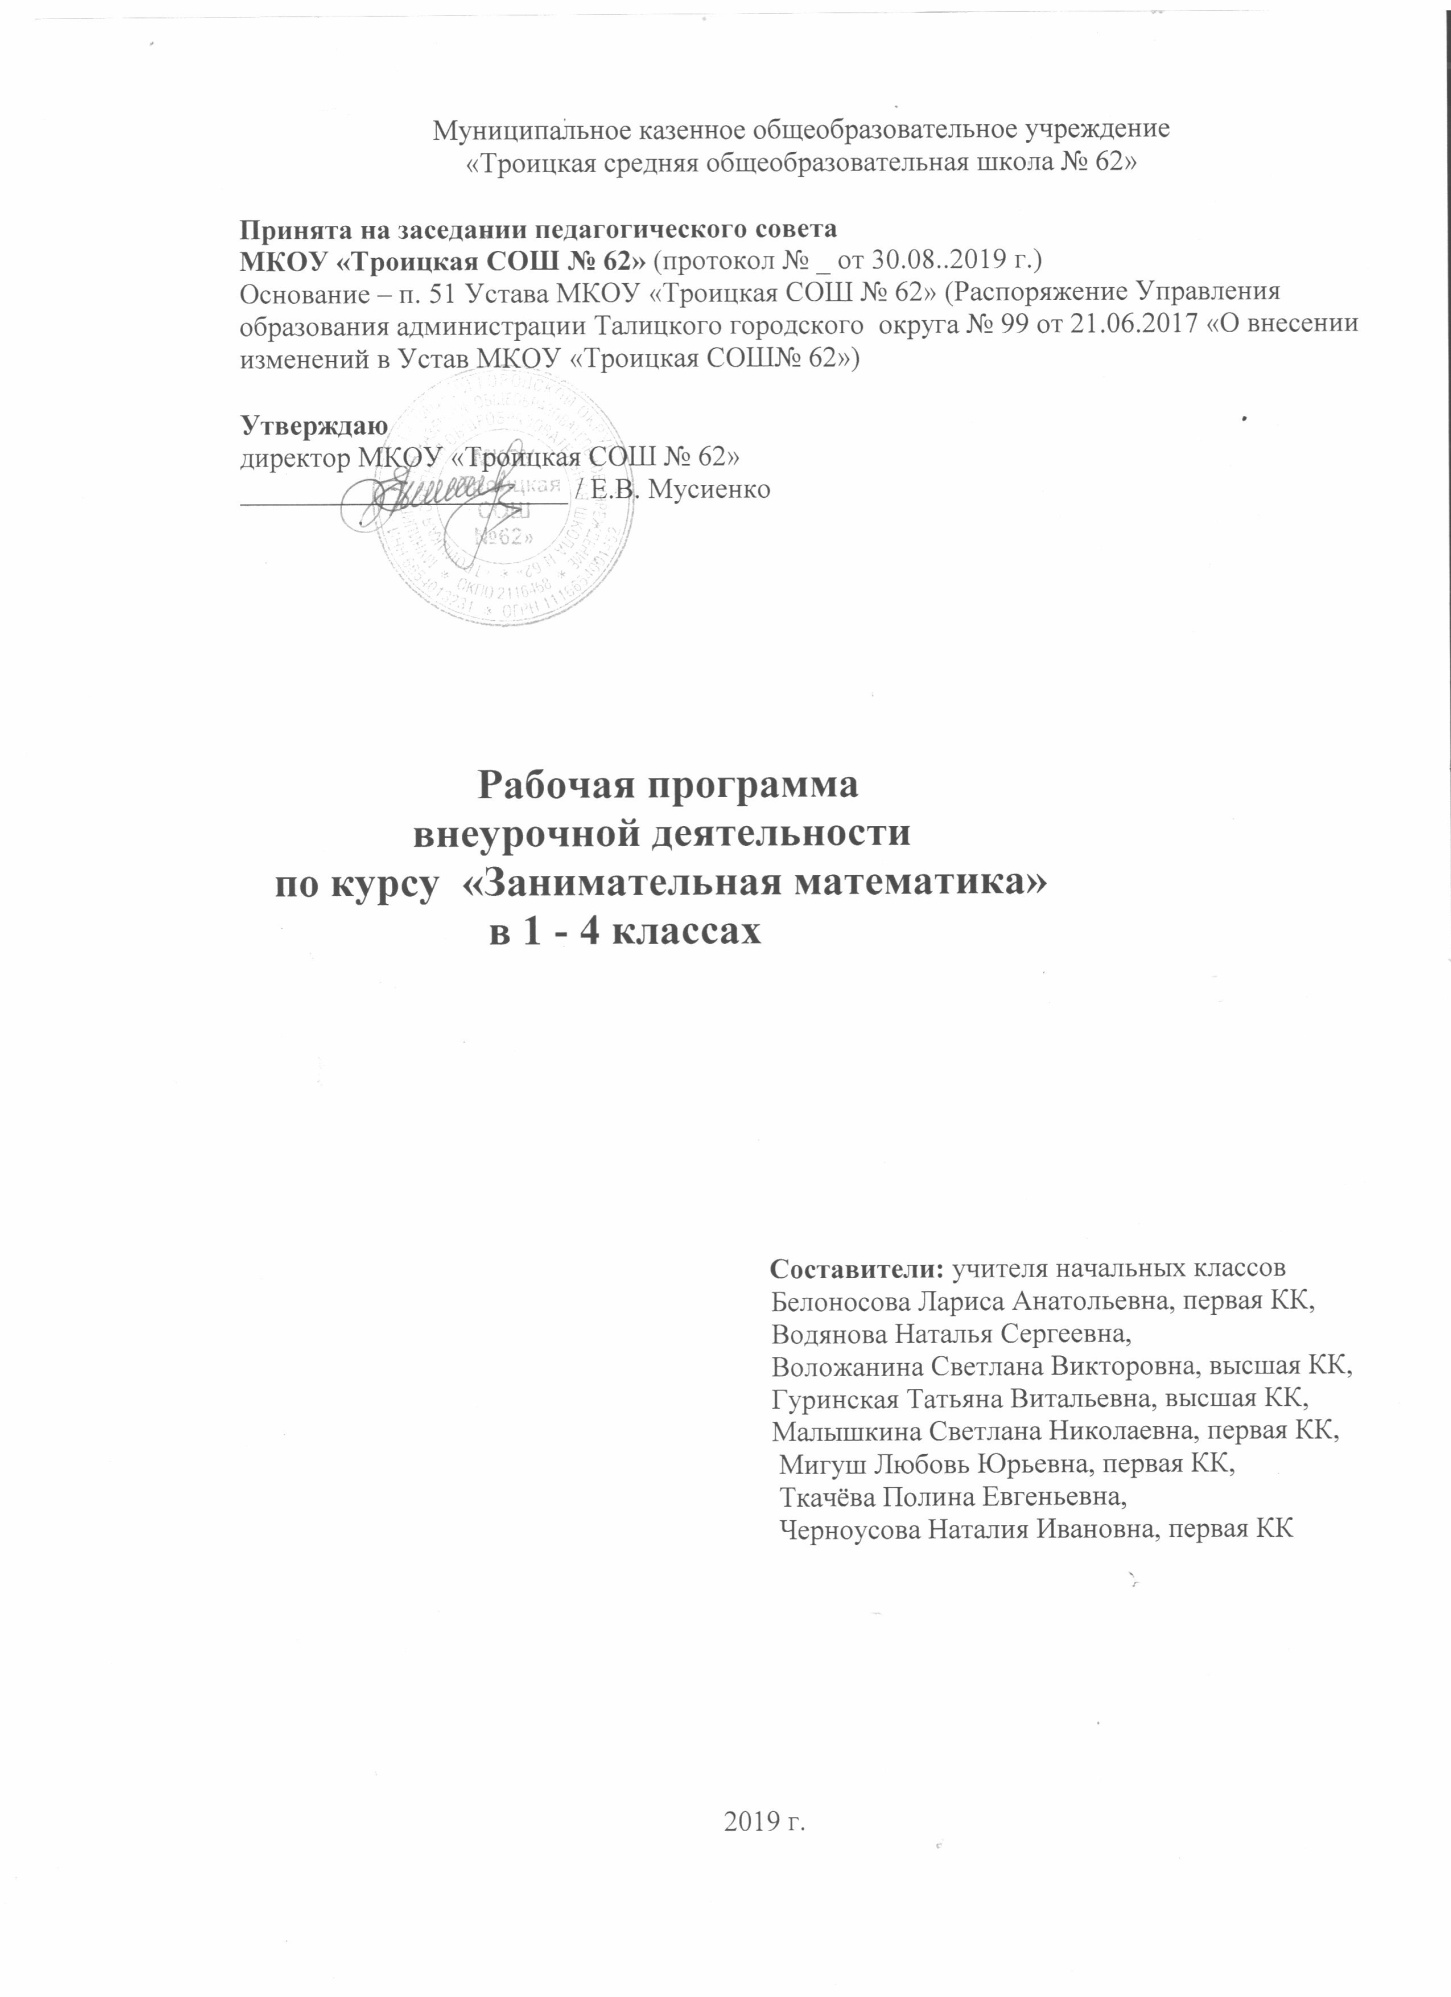 Муниципальное казенное общеобразовательное учреждение
«Троицкая средняя общеобразовательная школа № 62»
Принята на заседании педагогического совета
МКОУ «Троицкая СОШ № 62» (протокол № _ от 30.08..2019 г.)
Основание – п. 51 Устава МКОУ «Троицкая СОШ № 62» (Распоряжение Управления
образования администрации Талицкого городского  округа № 99 от 21.06.2017 «О внесении
изменений в Устав МКОУ «Троицкая СОШ№ 62»)
Утверждаю
директор МКОУ «Троицкая СОШ № 62»
________________________ / Е.В. Мусиенко
СОШ
№62»
Рабочая программа
внеурочной деятельности
по курсу  «Занимательная математика»
в 1 - 4 классах
Составители: учителя начальных классов
Белоносова Лариса Анатольевна, первая КК,
Водянова Наталья Сергеевна,
Воложанина Светлана Викторовна, высшая КК,
Гуринская Татьяна Витальевна, высшая КК,
Малышкина Светлана Николаевна, первая КК,
Мигуш Любовь Юрьевна, первая КК,
Ткачёва Полина Евгеньевна,
Черноусова Наталия Ивановна, первая КК
2019 г.